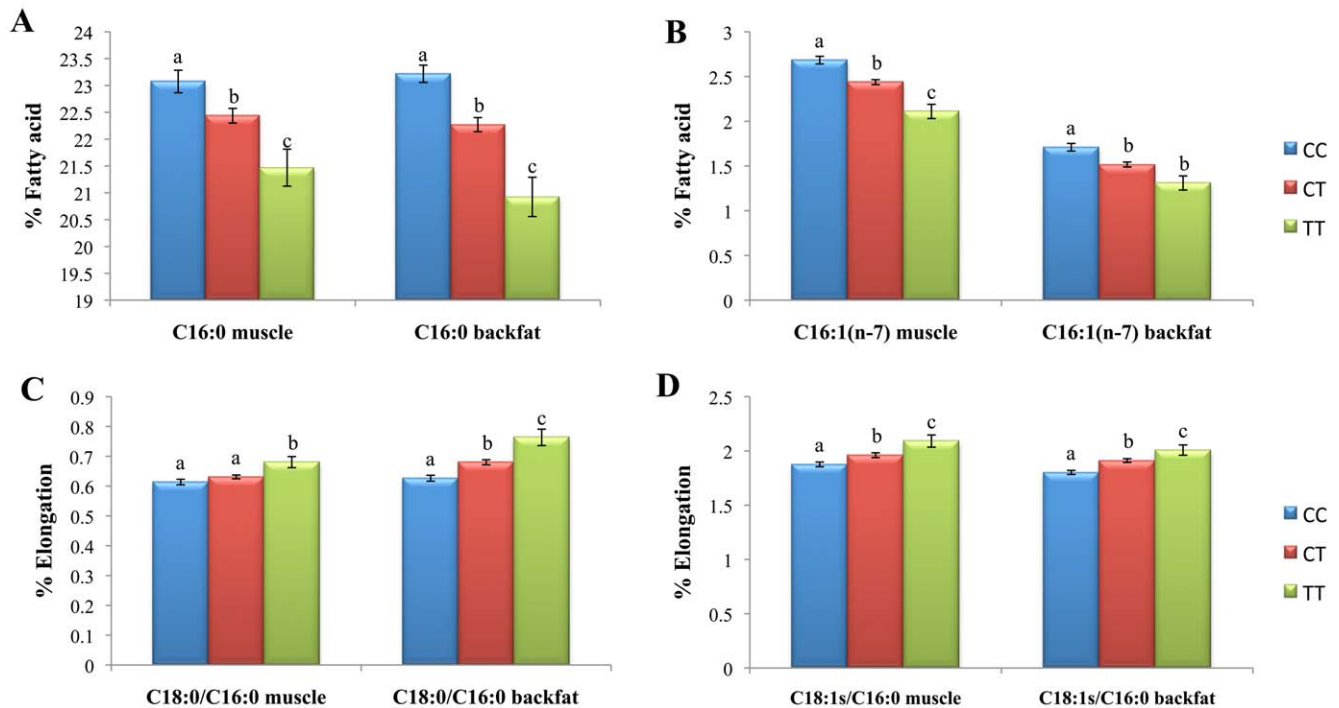 A
% Fatty acid
24
23.5
23
22.5
22
21.5
21
20.5
20
19.5
19
a
b
c
a
b
c
C16:0 muscle
C16:0 backfat
B
% Fatty acid
3
2.5
2
1.5
1
0.5
0
a
b
c
a
b
b
C16:1(n-7) muscle
C16:1(n-7) backfat
CC
CT
TT
C
% Elongation
0.9
0.8
0.7
0.6
0.5
0.4
0.3
0.2
0.1
0
a
a
b
a
b
c
C18:0/C16:0 muscle
C18:0/C16:0 backfat
D
% Elongation
2.5
2
1.5
1
0.5
0
a
b
c
a
b
c
C18:1s/C16:0 muscle
C18:1s/C16:0 backfat
CC
CT
TT